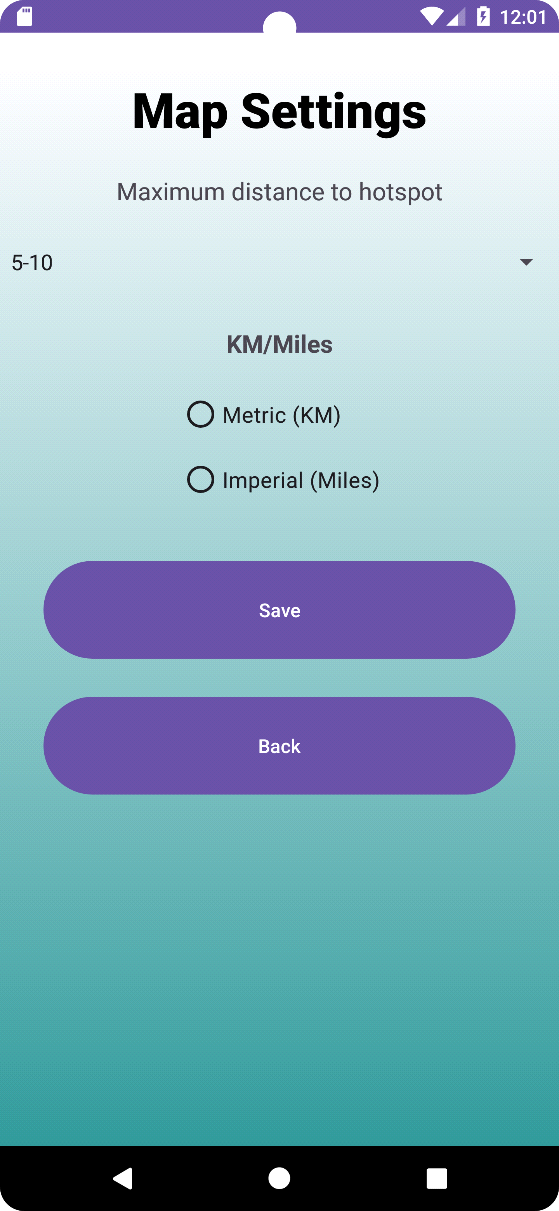 12:01
Map Settings
Maximum distance to hotspot
5-10
KM/Miles
Metric (KM)
Imperial (Miles)
Save
Back